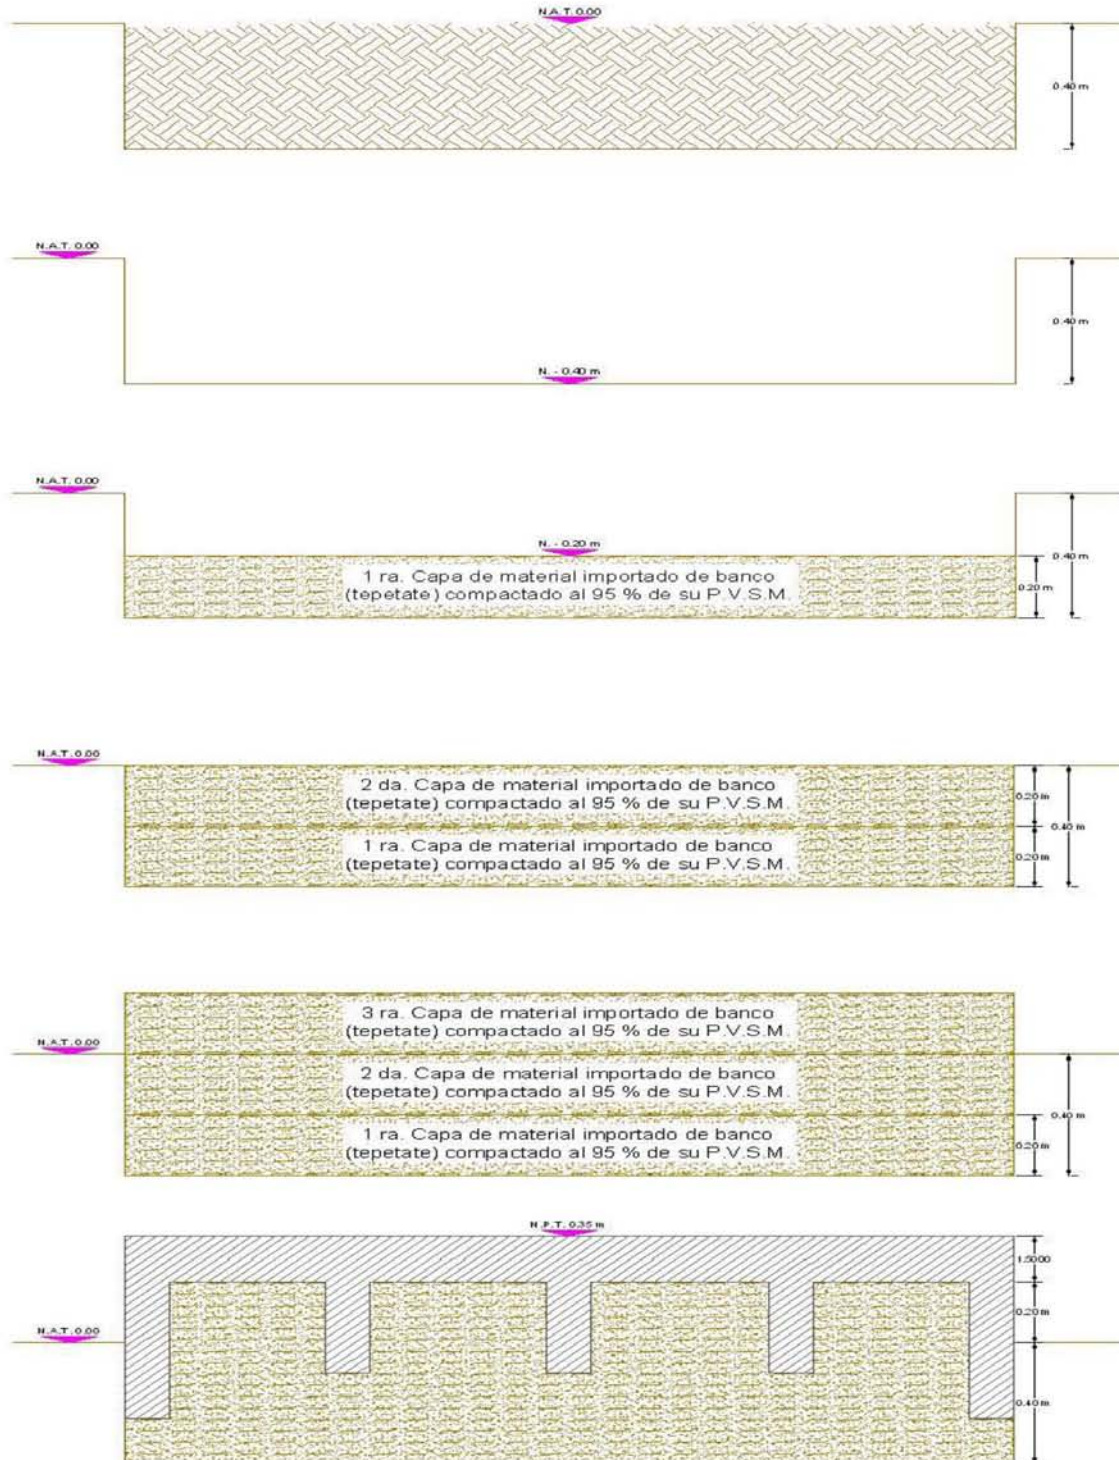 N.A.T. 0.00
0.40 m
N.A.T. 0.00
0.40 m
N. - 0.40 m
N.A.T. 0.00
N. - 0.20 m
0.40 m
1 ra. Capa de material importado de banco
(tepetate) compactado al 95 % de su P.V.S.M.
0.20 m
N.A.T. 0.00
2 da. Capa de material importado de banco
(tepetate) compactado al 95 % de su P.V.S.M.
0.20 m
0.40 m
1 ra. Capa de material importado de banco
(tepetate) compactado al 95 % de su P.V.S.M.
0.20 m
3 ra. Capa de material importado de banco
(tepetate) compactado al 95 % de su P.V.S.M.
N.A.T. 0.00
2 da. Capa de material importado de banco
(tepetate) compactado al 95 % de su P.V.S.M.
0.40 m
1 ra. Capa de material importado de banco
(tepetate) compactado al 95 % de su P.V.S.M.
0.20 m
N.P.T. 0.35 m
1.5000
0.20 m
N.A.T. 0.00
0.40 m